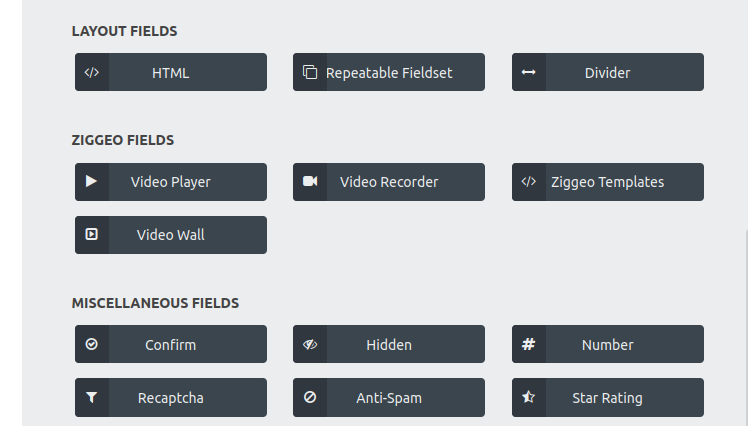 LAYOUT FIELDS
HTML
Repeatable Fieldset
Divider
ZIGGEO FIELDS
Video Player
Video Recorder
Ziggeo Templates
Video Wall
MISCELLANEOUS FIELDS
Confirm
Hidden
Number
Recaptcha
Anti-Spam
Star Rating